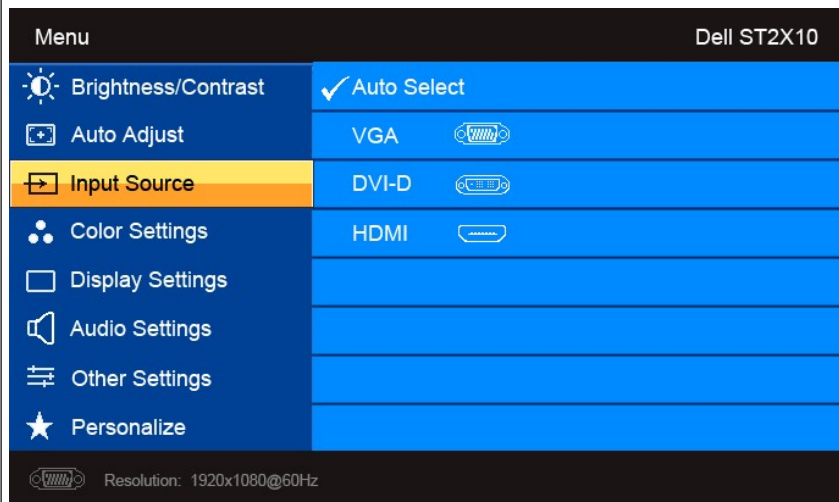 Menu Dell ST2X10
Brightness/Contrast Auto Select
Auto Adjust VGA
Input Source DVI-D
Color Settings HDMI
Display Settings
Audio Settings
Other Settings
Personalize
Resolution: 1920x1080@60Hz